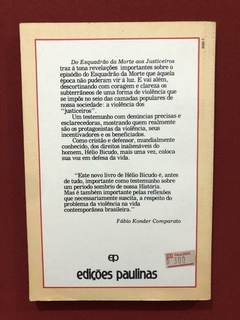 Do Esquadrão da Morte aos Justiceiros
traz à tona revelações importantes sobre o
episódio do Esquadrão da Morte que àquela
época não puderam vir à luz. E vai além,
descortinando com coragem e clareza os
subterrâneos de uma forma de violência que
se impôs no seio das camadas populares de
nossa sociedade: a violência dos
"justiceiros".
Um testemunho com denúncias precisas e
esclarecedoras, mostrando quem realmente
são os protagonistas da violência, seus
incentivadores e os beneficiados.
Como cristão e defensor, mundialmente
conhecido, dos direitos inalienáveis do
homem, Hélio Bicudo, mais uma vez, coloca
sua voz em defesa da vida.
"Este novo livro de Hélio Bicudo é, antes
de tudo, importante como testemunho sobre
um período sombrio de nossa História.
Mas é também importante pelas reflexões
que necessariamente suscita, a respeito do
problema da violência na vida
contemporânea brasileira."
Fábio Konder Comparato
ep
edições paulinas